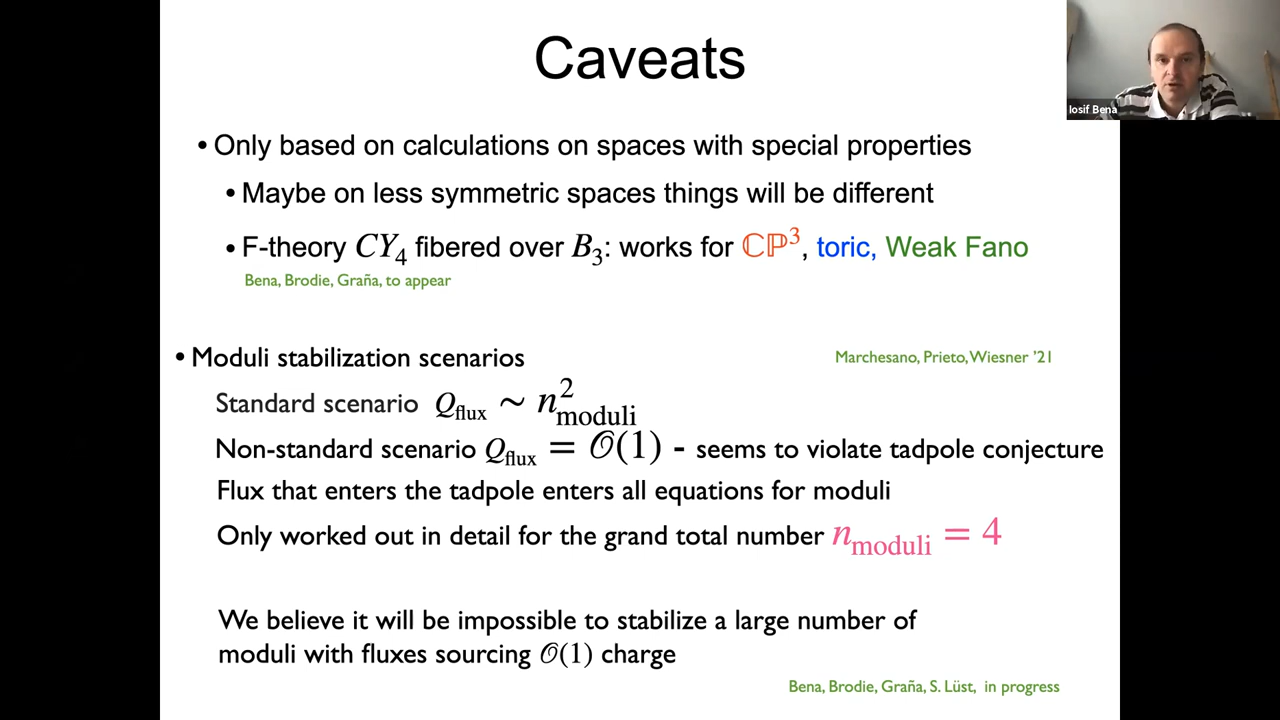 Caveats
Iosif Bena
• Only based on calculations on spaces with special properties
• Maybe on less symmetric spaces things will be different
• F-theory CY₄ fibered over B₃: works for ℂℙ³, toric, Weak Fano
Bena, Brodie, Graña, to appear
• Moduli stabilization scenarios
Marchesano, Prieto, Wiesner '21
Standard scenario Q_flux ∼ n²_moduli
Non-standard scenario Q_flux = 𝒪(1) - seems to violate tadpole conjecture
Flux that enters the tadpole enters all equations for moduli
Only worked out in detail for the grand total number n_moduli = 4
We believe it will be impossible to stabilize a large number of
moduli with fluxes sourcing 𝒪(1) charge
Bena, Brodie, Graña, S. Lüst, in progress